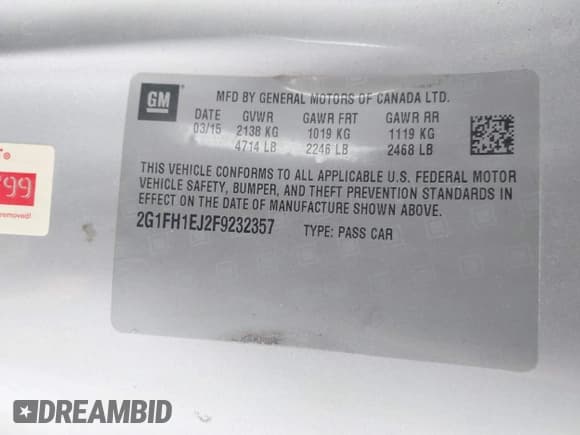 GM
MFD BY GENERAL MOTORS OF CANADA LTD.
DATE GVWR GAWR FRT GAWR RR
03/15 2138 KG 1019 KG 1119 KG
4714 LB 2246 LB 2468 LB
THIS VEHICLE CONFORMS TO ALL APPLICABLE U.S. FEDERAL MOTOR
VEHICLE SAFETY, BUMPER, AND THEFT PREVENTION STANDARDS IN
EFFECT ON THE DATE OF MANUFACTURE SHOWN ABOVE.
2G1FH1EJ2F9232357 TYPE: PASS CAR
799
removed!
DREAMBID